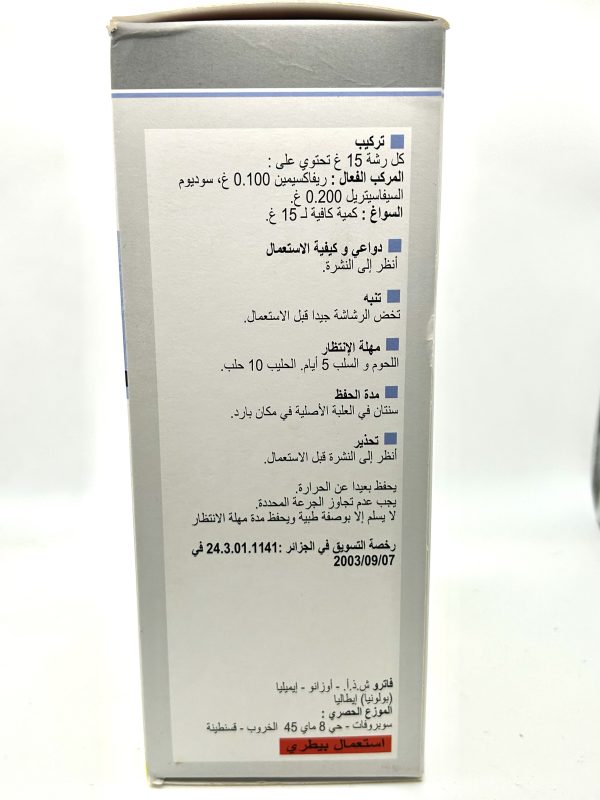 تركيب
كل رشة 15 غ تحتوي على :
المركب الفعال : ريفاكسيمين 0.100 غ، سوديوم
السيفاسيتريل 0.200 غ.
السواغ : كمية كافية لـ 15 غ.
دواعي و كيفية الاستعمال
أنظر إلى النشرة.
تنبه
تخض الرشاشة جيدا قبل الاستعمال.
مهلة الإنتظار
اللحوم و السلب 5 أيام. الحليب 10 حلب.
مدة الحفظ
سنتان في العلبة الأصلية في مكان بارد.
تحذير
أنظر إلى النشرة قبل الاستعمال.
يحفظ بعيدا عن الحرارة.
يجب عدم تجاوز الجرعة المحددة.
لا يسلم إلا بوصفة طبية ويحفظ مدة مهلة الانتظار
رخصة التسويق في الجزائر :24.3.01.1141 في
2003/09/07
فاترو ش.ذ.أ. - أوزانو - إيميليا
(بولونيا) إيطاليا
الموزع الحصري :
سوبروفات - حي 8 ماي 45 الخروب - قسنطينة
استعمال بيطري